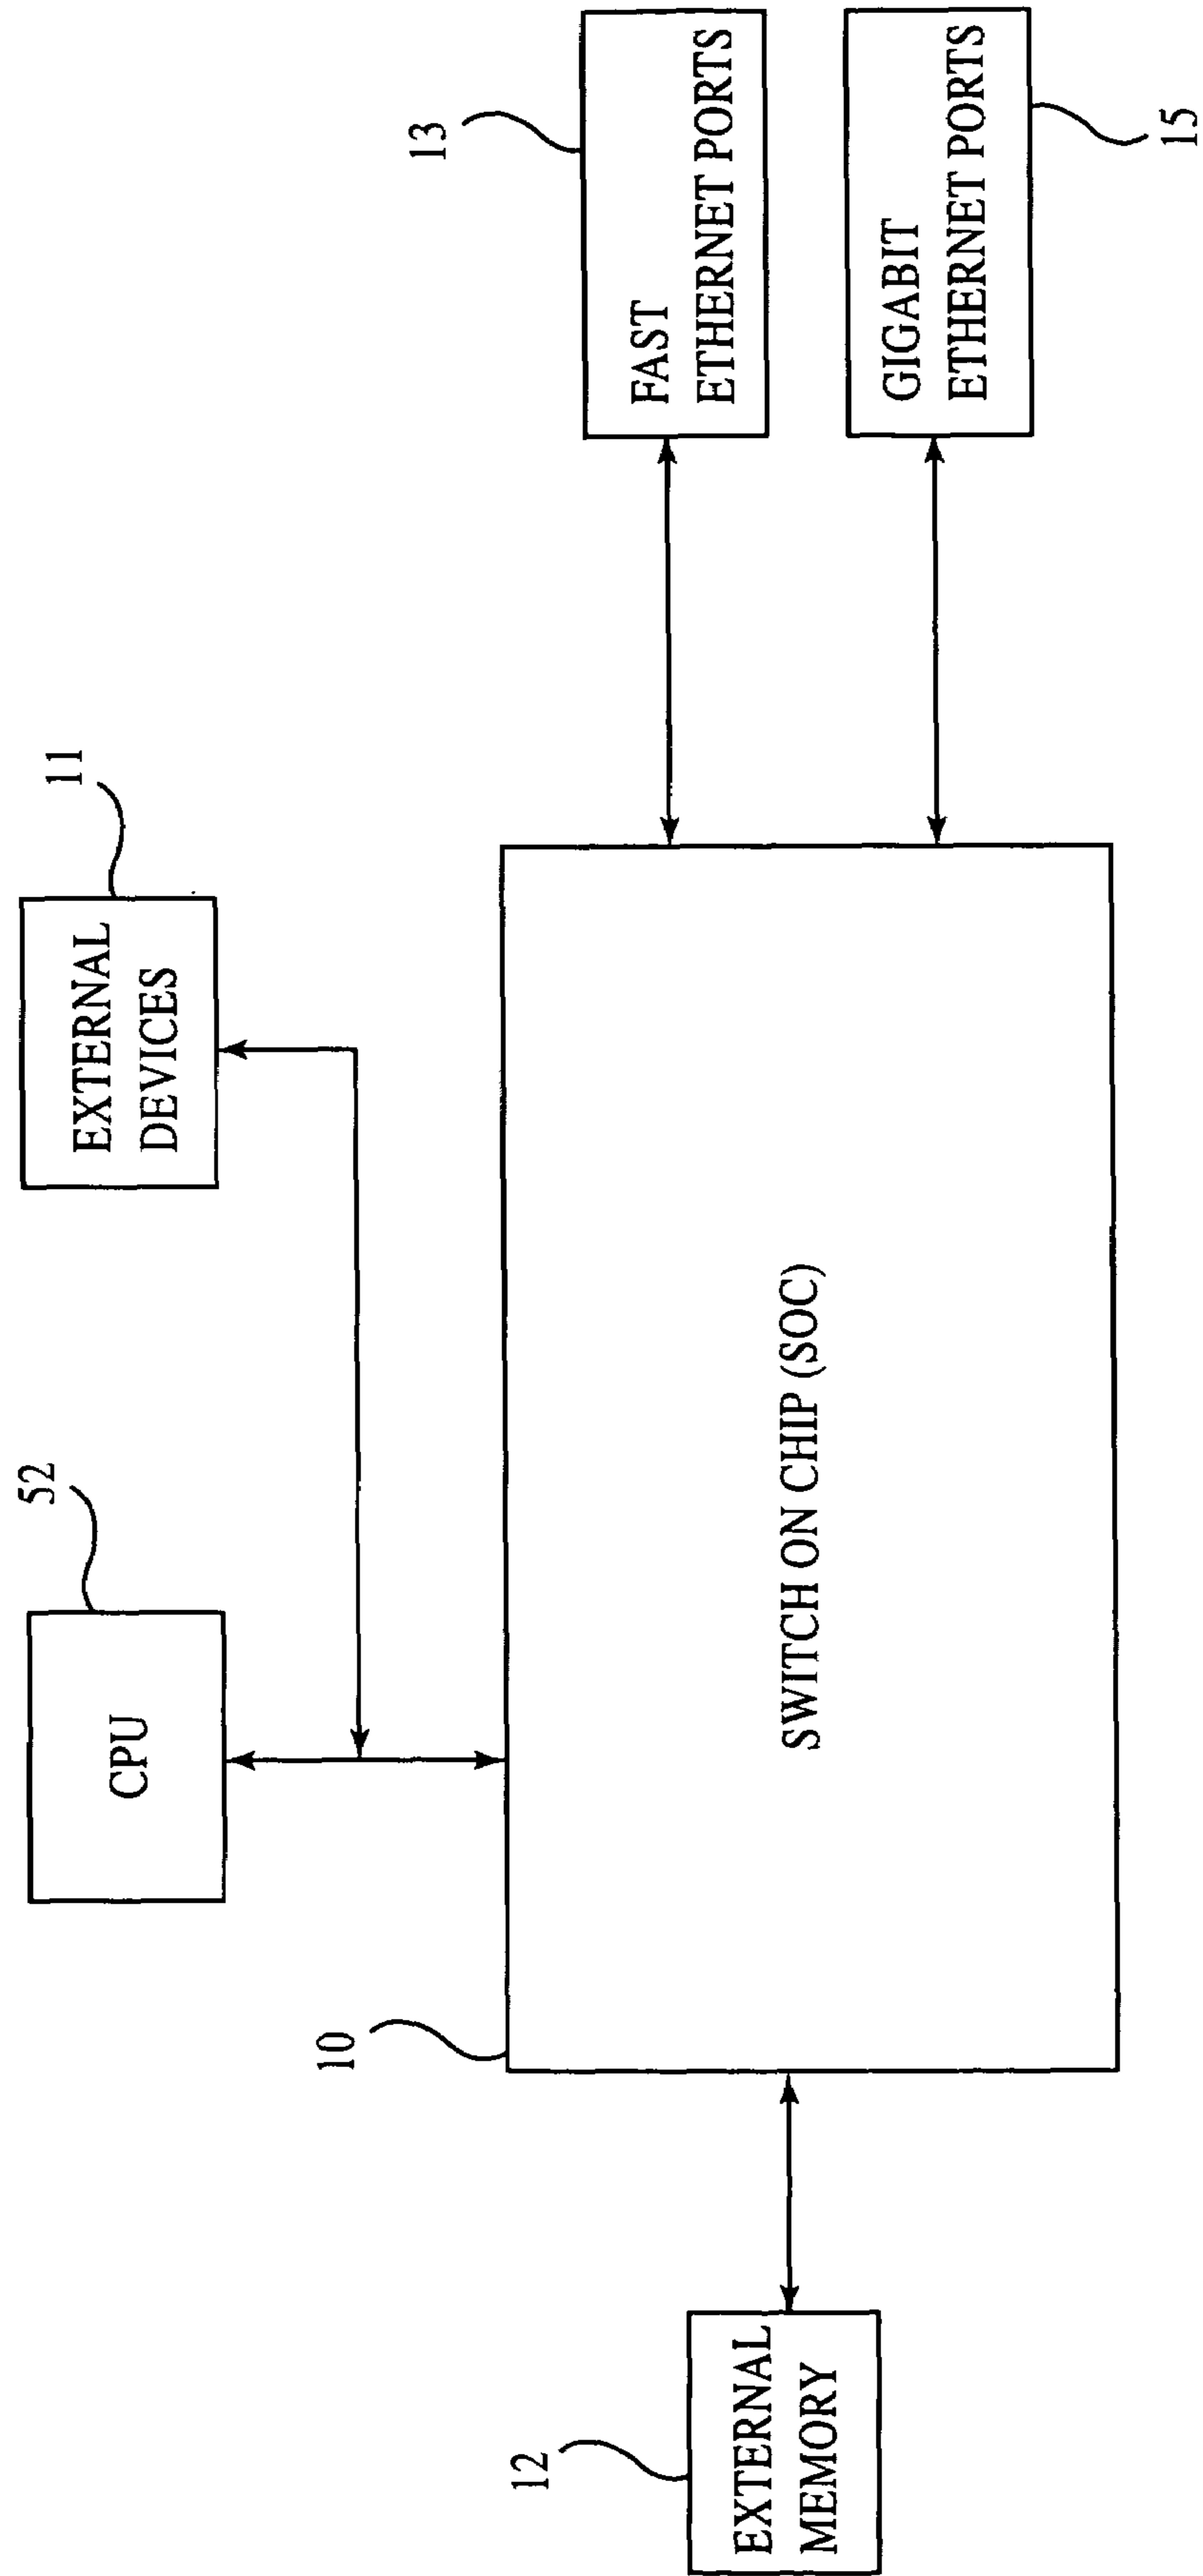 52
CPU
11
EXTERNAL
DEVICES
10
SWITCH ON CHIP (SOC)
12
EXTERNAL
MEMORY
13
FAST
ETHERNET PORTS
GIGABIT
ETHERNET PORTS
15